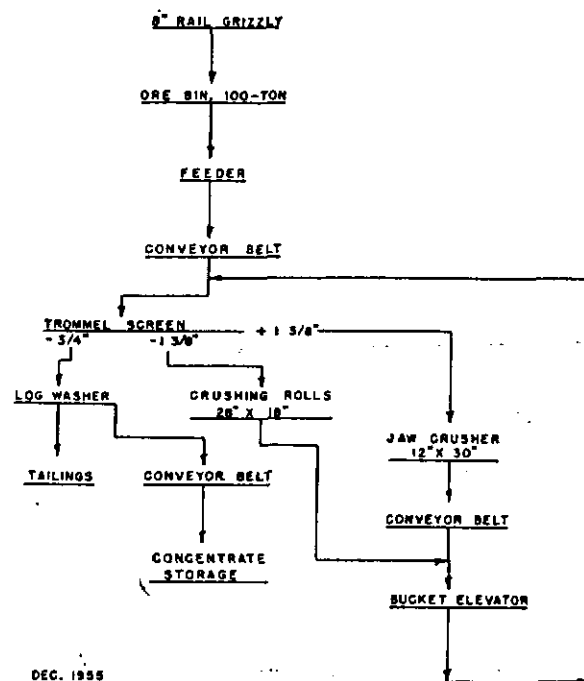 8" RAIL GRIZZLY
ORE BIN, 100-TON
FEEDER
CONVEYOR BELT
TROMMEL SCREEN
+ 1 3/8"
- 3/4"
-1 3/8"
LOG WASHER
CRUSHING ROLLS
28" X 18"
JAW CRUSHER
12" X 30"
TAILINGS
CONVEYOR BELT
CONVEYOR BELT
CONCENTRATE
STORAGE
BUCKET ELEVATOR
DEC. 1955